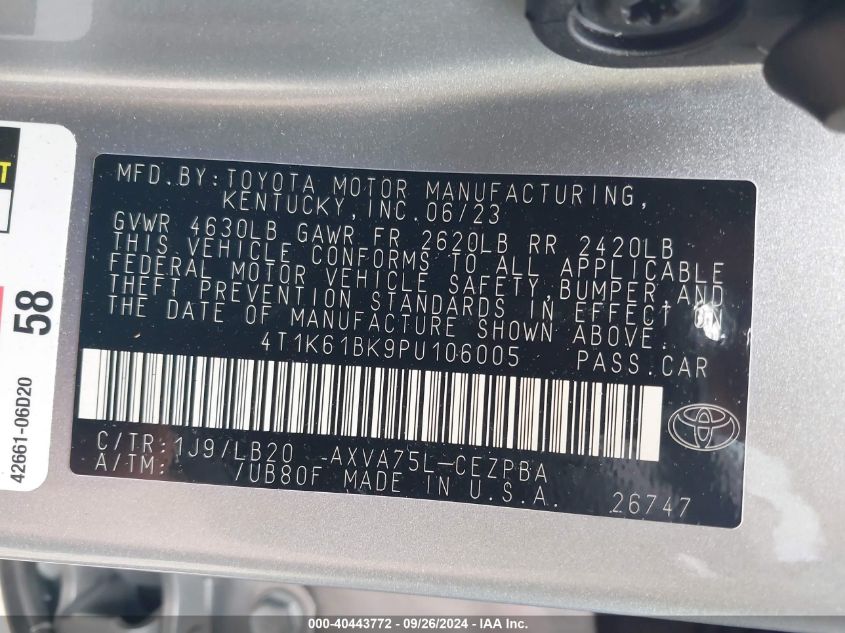 MFD.BY:TOYOTA MOTOR MANUFACTURING,
KENTUCKY, INC. 06/23
GVWR 4630LB GAWR FR 2620LB RR 2420LB
THIS VEHICLE CONFORMS TO ALL APPLICABLE
FEDERAL MOTOR VEHICLE SAFETY, BUMPER, AND
THEFT PREVENTION STANDARDS IN EFFECT ON
THE DATE OF MANUFACTURE SHOWN ABOVE.
4T1K61BK9PU106005 PASS.CAR
C/TR:1J9/LB20 -AXVA75L-CEZPBA
A/TM: /UB80F MADE IN U.S.A. 26747
T
58
42661-06D20
000-40443772 - 09/26/2024 - IAA Inc.